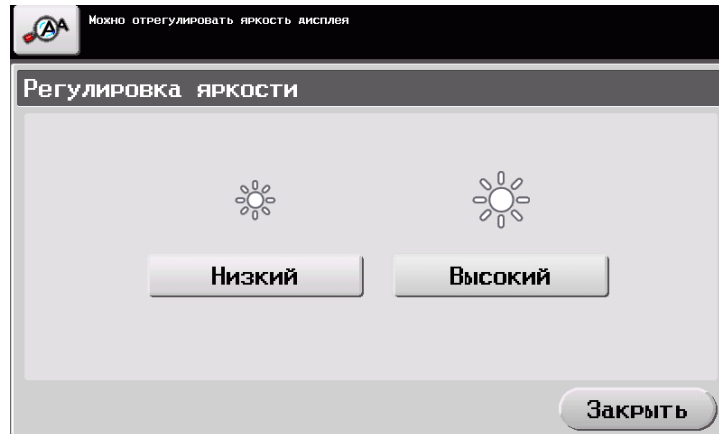 Можно отрегулировать яркость дисплея
Регулировка яркости
Низкий
Высокий
Закрыть